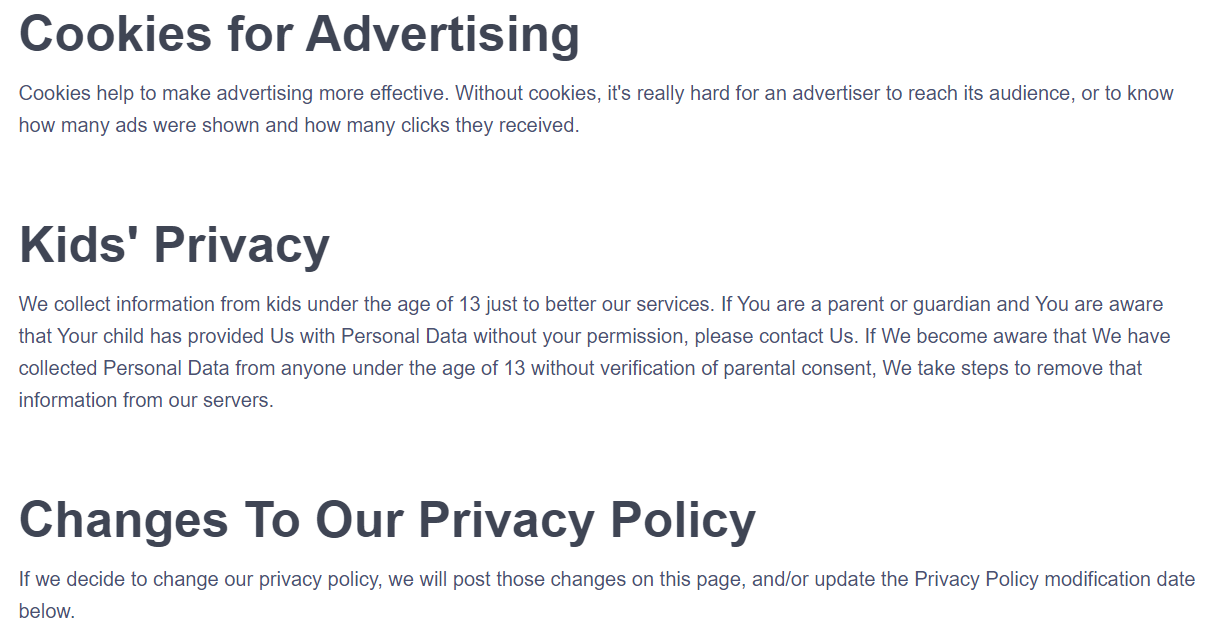 Cookies for Advertising
Cookies help to make advertising more effective. Without cookies, it's really hard for an advertiser to reach its audience, or to know
how many ads were shown and how many clicks they received.
Kids' Privacy
We collect information from kids under the age of 13 just to better our services. If You are a parent or guardian and You are aware
that Your child has provided Us with Personal Data without your permission, please contact Us. If We become aware that We have
collected Personal Data from anyone under the age of 13 without verification of parental consent, We take steps to remove that
information from our servers.
Changes To Our Privacy Policy
If we decide to change our privacy policy, we will post those changes on this page, and/or update the Privacy Policy modification date
below.